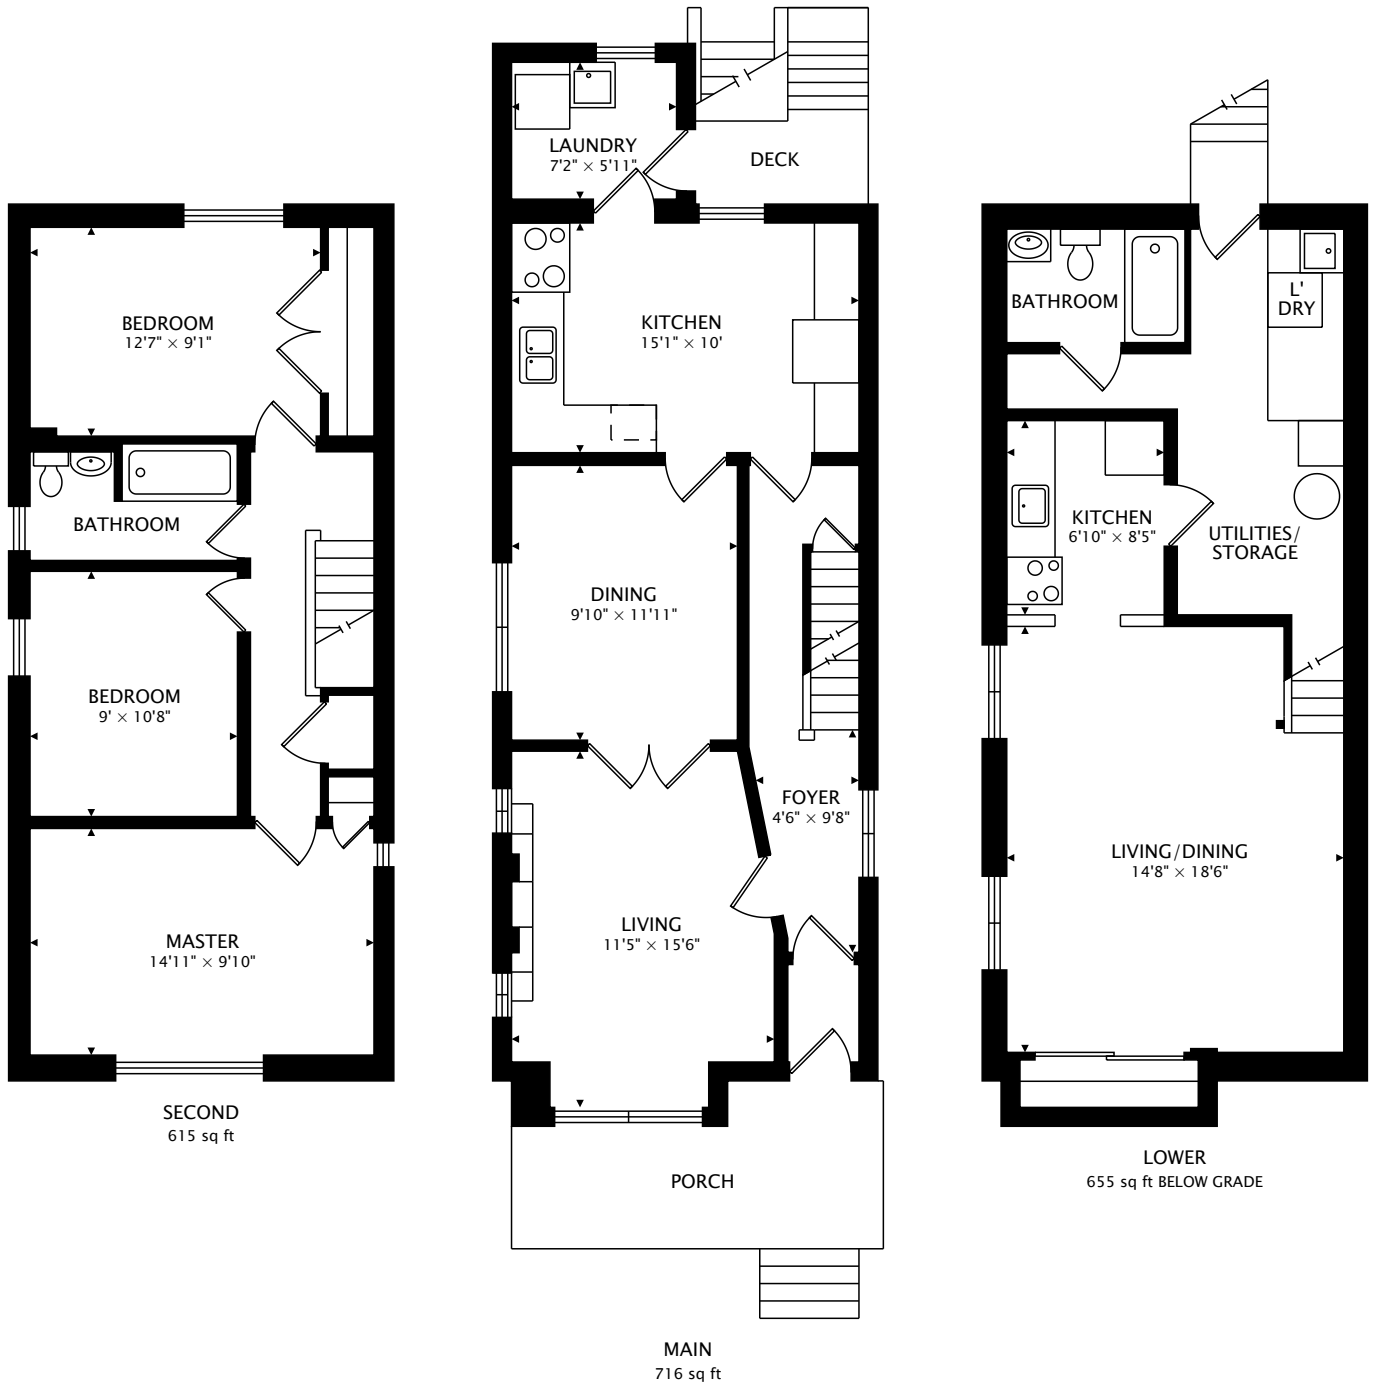 BEDROOM
12'7" × 9'1"
BATHROOM
BEDROOM
9' × 10'8"
MASTER
14'11" × 9'10"
SECOND
615 sq ft
LAUNDRY
7'2" × 5'11"
DECK
KITCHEN
15'1" × 10'
DINING
9'10" × 11'11"
FOYER
4'6" × 9'8"
LIVING
11'5" × 15'6"
PORCH
MAIN
716 sq ft
BATHROOM
L'
DRY
KITCHEN
6'10" × 8'5"
UTILITIES/
STORAGE
LIVING/DINING
14'8" × 18'6"
LOWER
655 sq ft BELOW GRADE